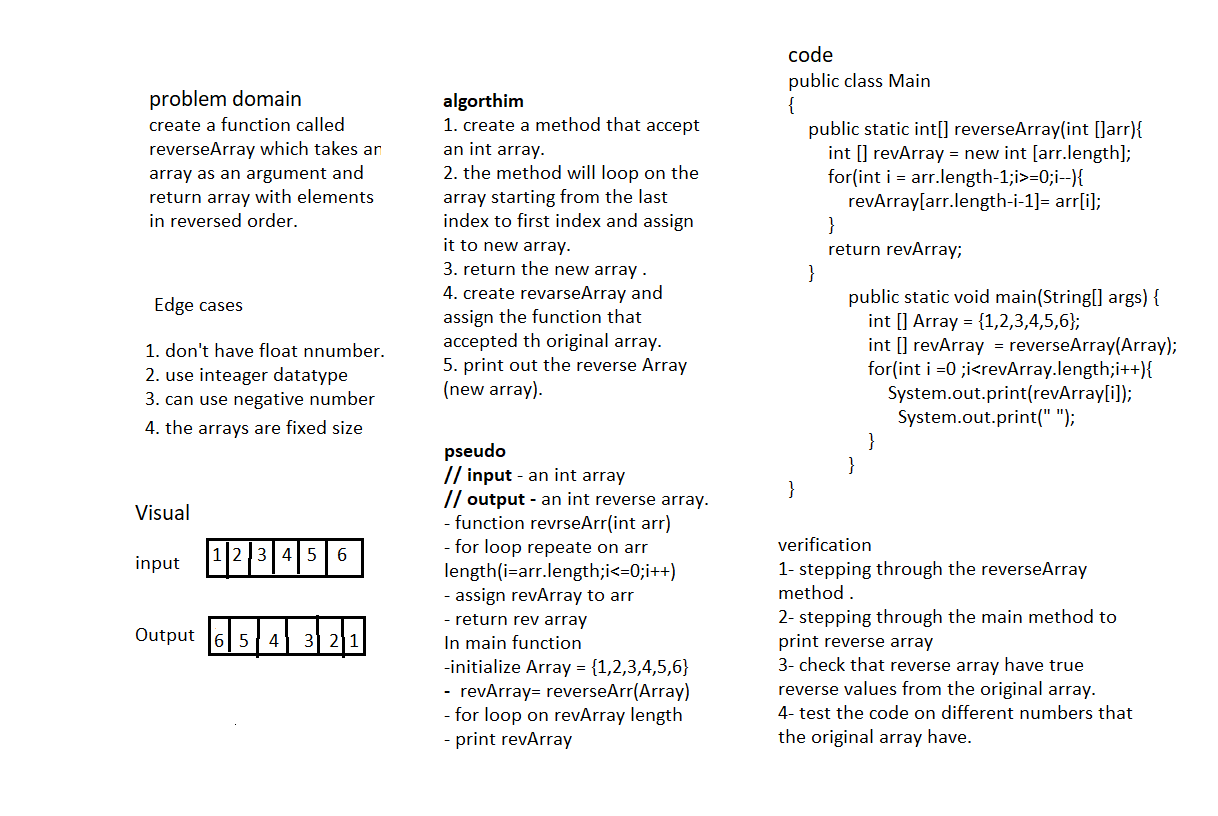 problem domain
create a function called
reverseArray which takes an
array as an argument and
return array with elements
in reversed order.
Edge cases
1. don't have float nnumber.
2. use inteager datatype
3. can use negative number
4. the arrays are fixed size
Visual
input 1 2 3 4 5 6
Output 6 5 4 3 2 1
algorthim
1. create a method that accept
an int array.
2. the method will loop on the
array starting from the last
index to first index and assign
it to new array.
3. return the new array .
4. create revarseArray and
assign the function that
accepted th original array.
5. print out the reverse Array
(new array).
pseudo
// input - an int array
// output - an int reverse array.
- function revrseArr(int arr)
- for loop repeate on arr
length(i=arr.length;i<=0;i++)
- assign revArray to arr
- return rev array
In main function
-initialize Array = {1,2,3,4,5,6}
- revArray= reverseArr(Array)
- for loop on revArray length
- print revArray
code
public class Main
{
public static int[] reverseArray(int []arr){
int [] revArray = new int [arr.length];
for(int i = arr.length-1;i>=0;i--){
revArray[arr.length-i-1]= arr[i];
}
return revArray;
}
public static void main(String[] args) {
int [] Array = {1,2,3,4,5,6};
int [] revArray  = reverseArray(Array);
for(int i =0 ;i<revArray.length;i++){
System.out.print(revArray[i]);
System.out.print(" ");
}
}
}
verification
1- stepping through the reverseArray
method .
2- stepping through the main method to
print reverse array
3- check that reverse array have true
reverse values from the original array.
4- test the code on different numbers that
the original array have.